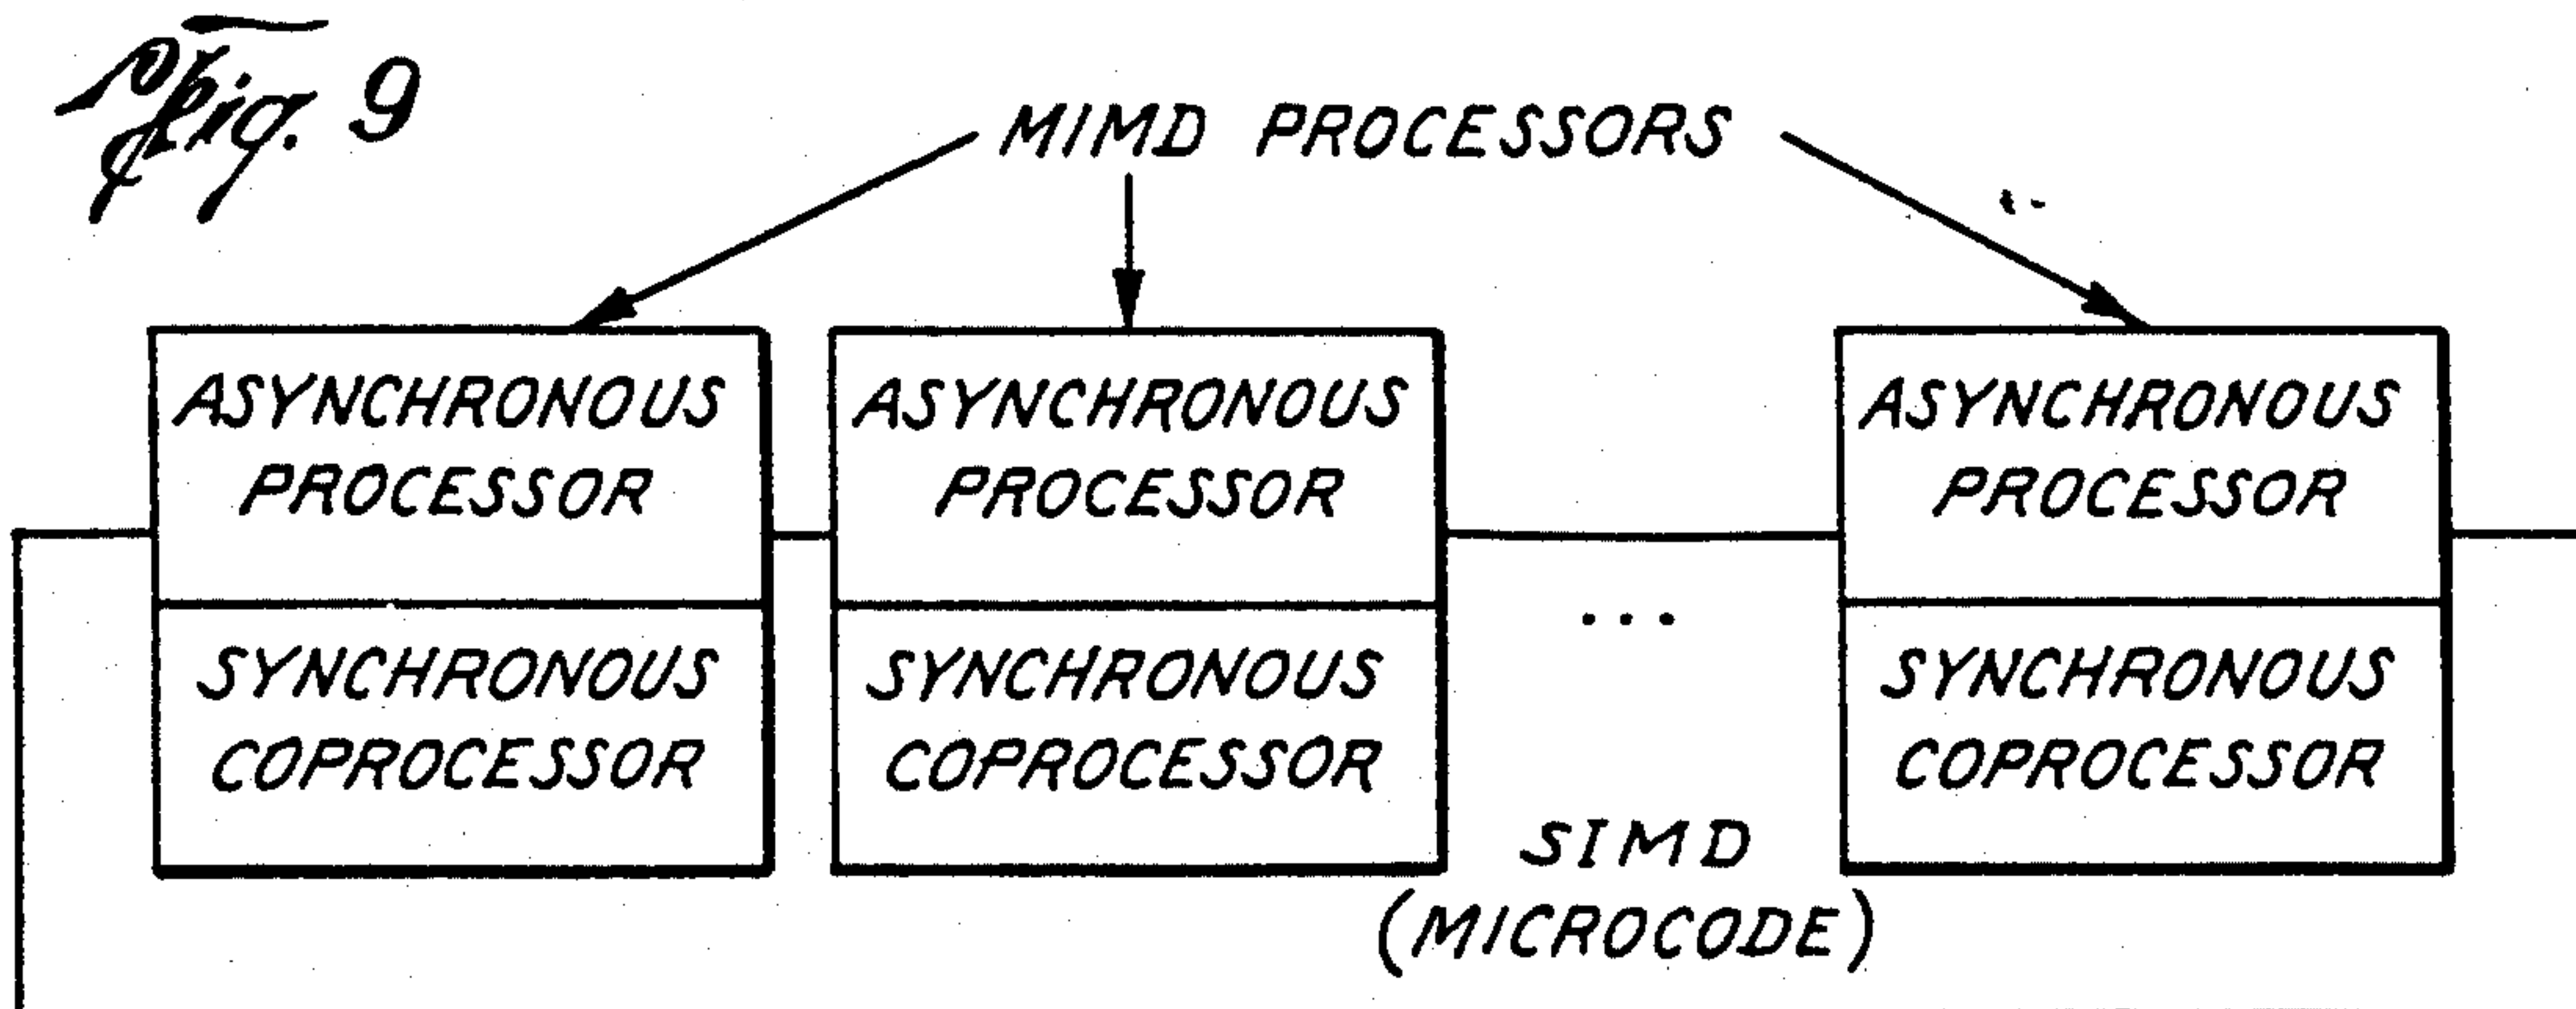 Fig. 9
MIMD PROCESSORS
ASYNCHRONOUS
PROCESSOR
SYNCHRONOUS
COPROCESSOR
ASYNCHRONOUS
PROCESSOR
SYNCHRONOUS
COPROCESSOR
...
SIMD
(MICROCODE)
ASYNCHRONOUS
PROCESSOR
SYNCHRONOUS
COPROCESSOR